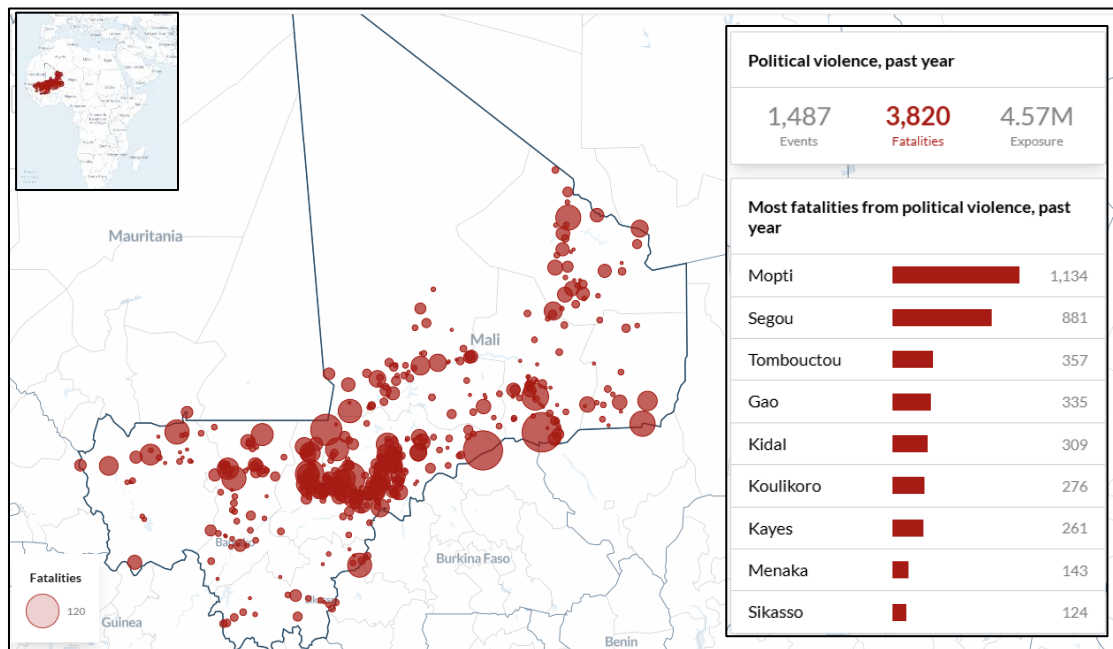 Political violence, past year
1,487
3,820
4.57M
Events
Fatalities
Exposure
Most fatalities from political violence, past
year
Mopti 1,134
Segou 881
Tombouctou 357
Gao 335
Kidal 309
Koulikoro 276
Kayes 261
Menaka 143
Sikasso 124
Mauritania
Mali
Burkina Faso
Benin
Guinea
Fatalities
120